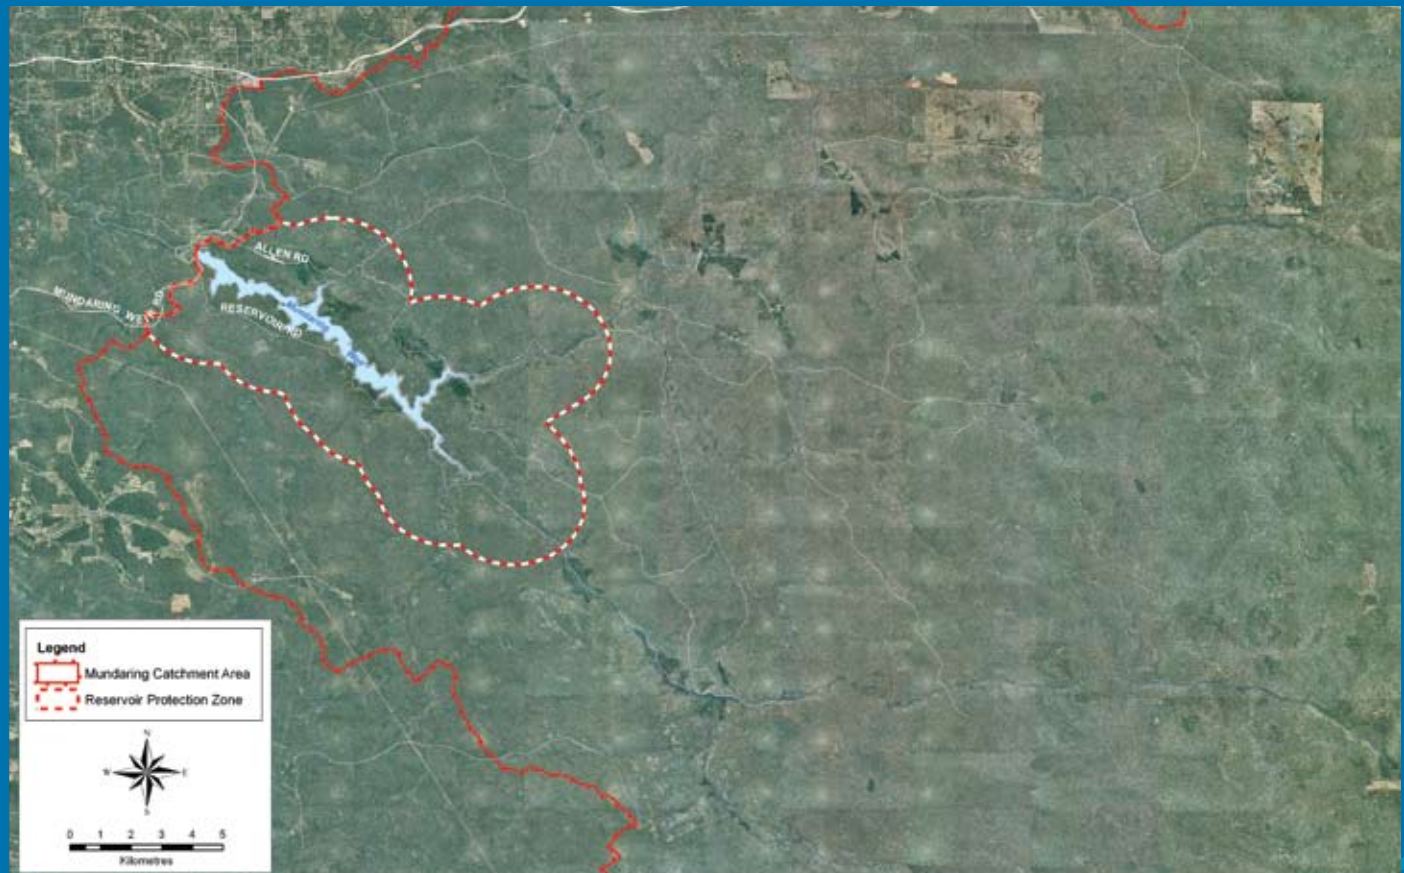 ALLEN RD
MUNDARING WEIR RD
RESERVOIR RD
Legend
Mundaring Catchment Area
Reservoir Protection Zone
N
W E
S
0 1 2 3 4 5
Kilometres